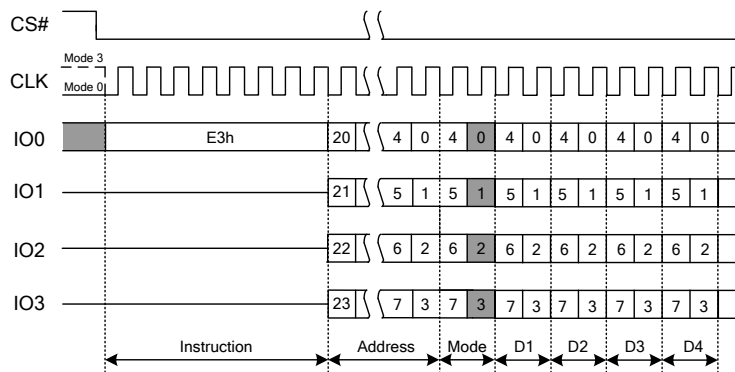 CS#
Mode 3
CLK
Mode 0
IO0 E3h 20 4 0 4 0 4 0 4 0 4 0 4 0
IO1 21 5 1 5 1 5 1 5 1 5 1 5 1
IO2 22 6 2 6 2 6 2 6 2 6 2 6 2
IO3 23 7 3 7 3 7 3 7 3 7 3 7 3
Instruction Address Mode D1 D2 D3 D4